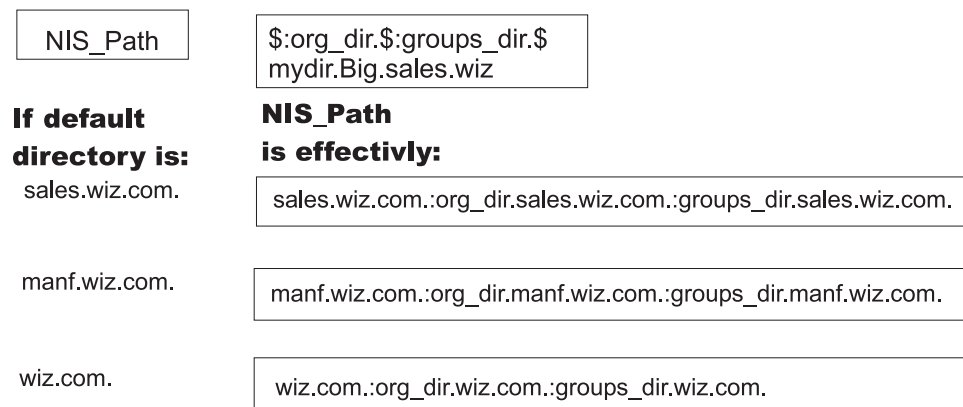 NIS_Path
$:org_dir.$:groups_dir.$
mydir.Big.sales.wiz
If default
directory is:
NIS_Path
is effectivly:
sales.wiz.com.
sales.wiz.com.:org_dir.sales.wiz.com.:groups_dir.sales.wiz.com.
manf.wiz.com.
manf.wiz.com.:org_dir.manf.wiz.com.:groups_dir.manf.wiz.com.
wiz.com.
wiz.com.:org_dir.wiz.com.:groups_dir.wiz.com.